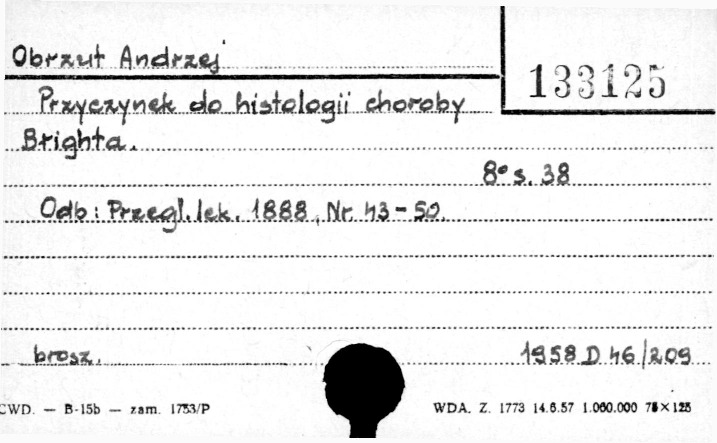 Obrzut Andrzej
133125
Przyczynek do histologii choroby
Brighta.
8° s. 38
Odb: Przegl. lek. 1888, Nr. 43-50.
brosz.
1958 D 46/209
CWD. — B-15b — zam. 1753/P
WDA. Z. 1773 14.6.57 1.000.000 75×125